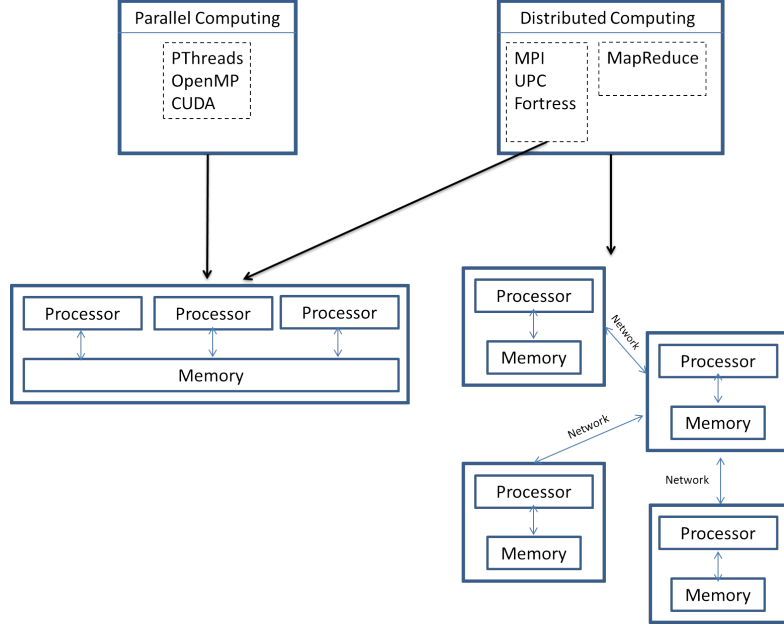 Parallel Computing
PThreads
OpenMP
CUDA
Distributed Computing
MPI
UPC
Fortress
MapReduce
Processor
Processor
Processor
Memory
Processor
Memory
Network
Processor
Memory
Network
Processor
Memory
Network
Processor
Memory